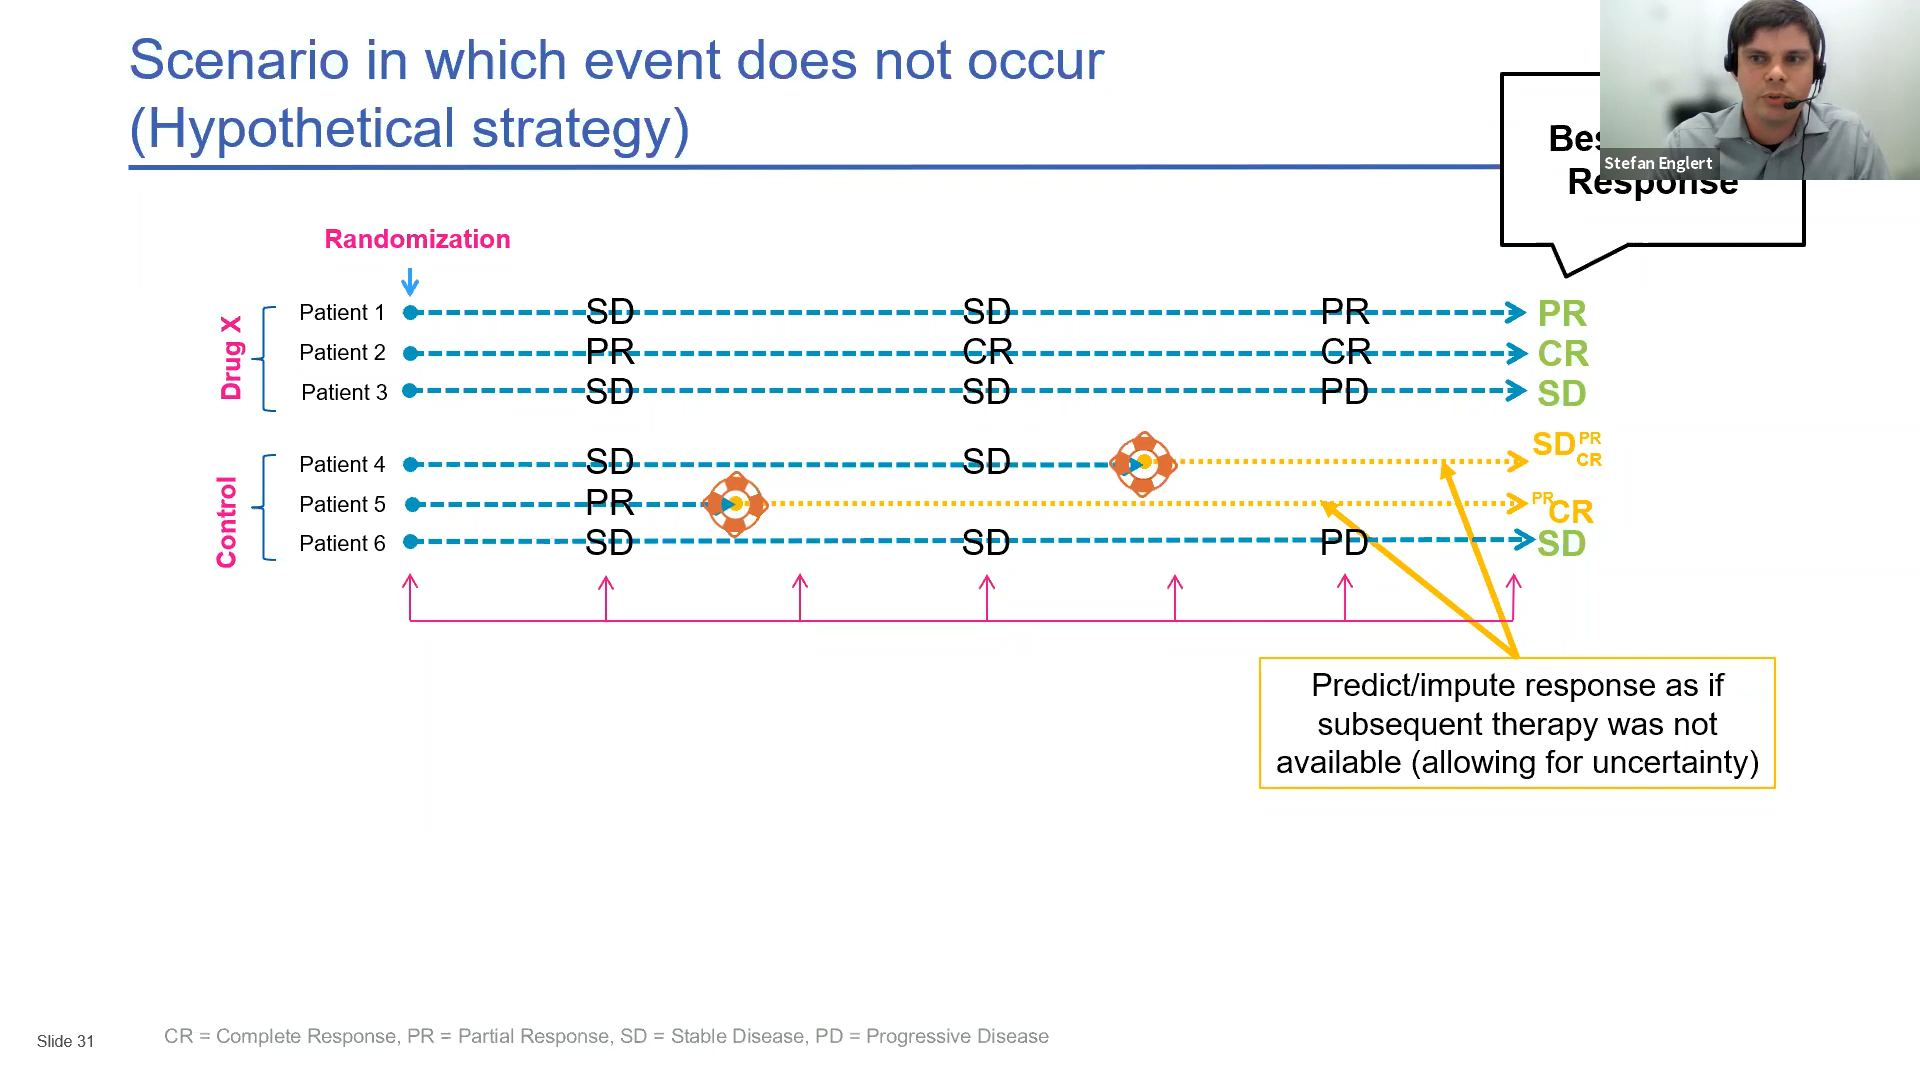 Scenario in which event does not occur
(Hypothetical strategy)
Stefan Englert
Response
Randomization
Drug X
Patient 1 SD SD PR PR
Patient 2 PR CR CR CR
Patient 3 SD SD PD SD
Control
Patient 4 SD SD SD PR CR
Patient 5 PR PR CR
Patient 6 SD SD PD SD
Predict/impute response as if
subsequent therapy was not
available (allowing for uncertainty)
Slide 31
CR = Complete Response, PR = Partial Response, SD = Stable Disease, PD = Progressive Disease